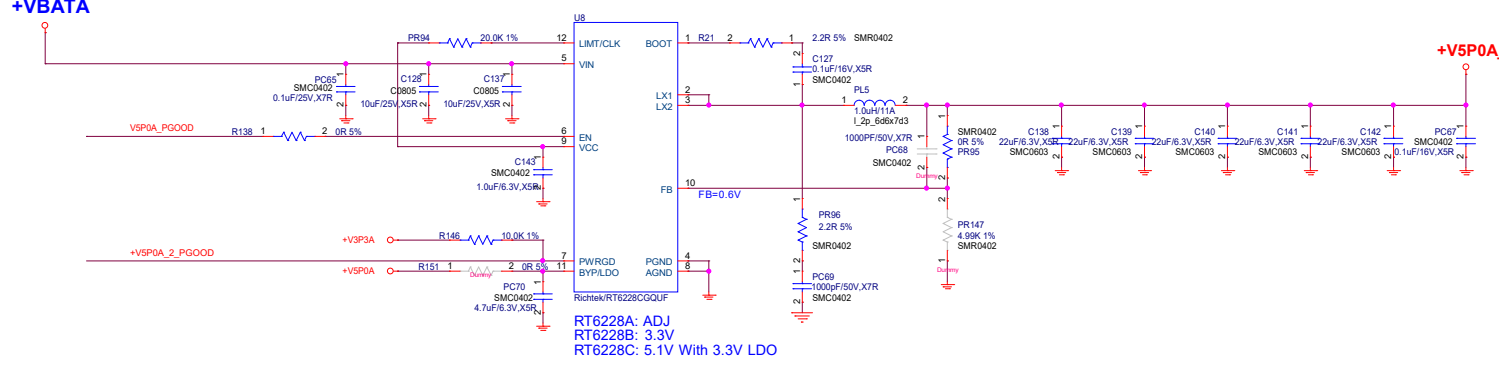 +VBATA
U8
PR94
20.0K 1%
12
LIMT/CLK
BOOT
1
R21
2
1
2.2R 5%
SMR0402
5
VIN
C127
0.1uF/16V,X5R
SMC0402
+V5P0A
PC65
SMC0402
0.1uF/25V,X7R
C128
C0805
10uF/25V,X5R
C137
C0805
10uF/25V,X5R
LX1
2
LX2
3
PL5
1
2
1.0uH/11A
l_2p_6d6x7d3
V5P0A_PGOOD
R138
1
2
0R 5%
6
EN
9
VCC
1000PF/50V,X7R
PC68
SMC0402
Dummy
SMR0402
0R 5%
PR95
C138
22uF/6.3V,X5R
SMC0603
C139
22uF/6.3V,X5R
SMC0603
C140
22uF/6.3V,X5R
SMC0603
C141
22uF/6.3V,X5R
SMC0603
C142
22uF/6.3V,X5R
SMC0603
PC67
SMC0402
0.1uF/16V,X5R
C143
SMC0402
1.0uF/6.3V,X5R
FB
10
FB=0.6V
PR96
2.2R 5%
SMR0402
PR147
4.99K 1%
SMR0402
Dummy
+V3P3A
R146
10.0K 1%
+V5P0A_2_PGOOD
7
PWRGD
PGND
4
+V5P0A
R151
1
Dummy
2
0R 5%
11
BYP/LDO
AGND
8
PC70
SMC0402
4.7uF/6.3V,X5R
PC69
1000pF/50V,X7R
SMC0402
Richtek/RT6228CGQUF
RT6228A: ADJ
RT6228B: 3.3V
RT6228C: 5.1V With 3.3V LDO